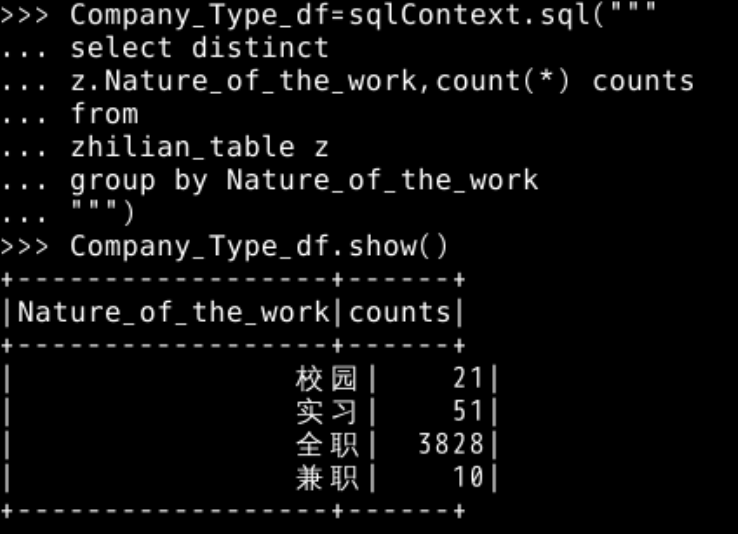 >>> Company_Type_df=sqlContext.sql("""
... select distinct
... z.Nature_of_the_work,count(*) counts
... from
... zhilian_table z
... group by Nature_of_the_work
... """)
>>> Company_Type_df.show()
+------------------+------+
|Nature_of_the_work|counts|
+------------------+------+
|                校园|    21|
|                实习|    51|
|                全职|  3828|
|                兼职|    10|
+------------------+------+